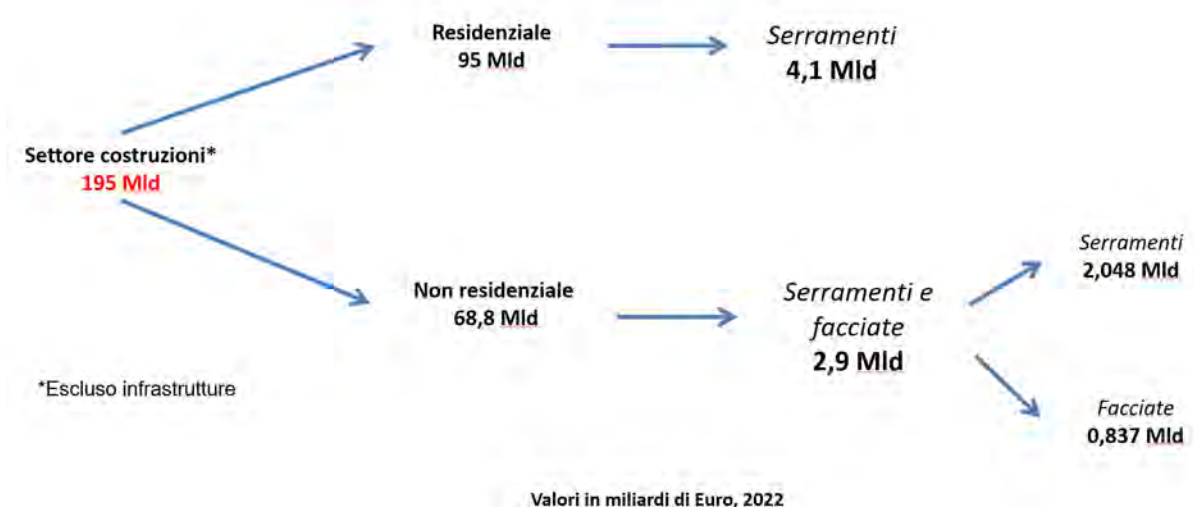 Residenziale
95 Mld
Serramenti
4,1 Mld
Settore costruzioni*
195 Mld
Non residenziale
68,8 Mld
Serramenti e
facciate
2,9 Mld
Serramenti
2,048 Mld
Facciate
0,837 Mld
*Escluso infrastrutture
Valori in miliardi di Euro, 2022